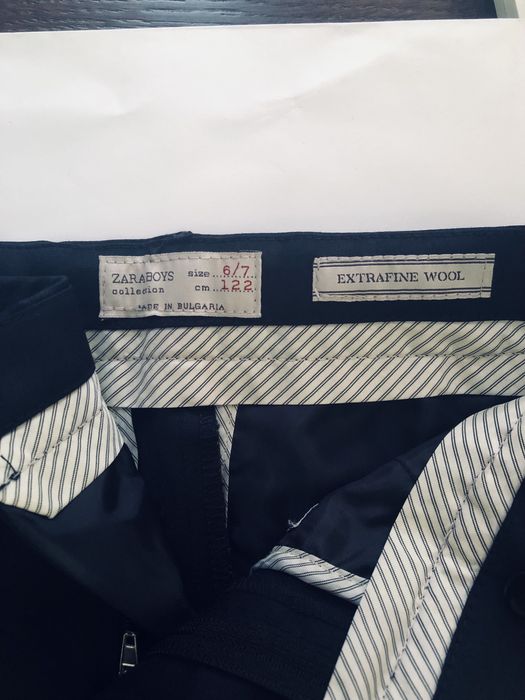 ZARABOYS
collection
size 6/7
cm 122
MADE IN BULGARIA
EXTRAFINE WOOL